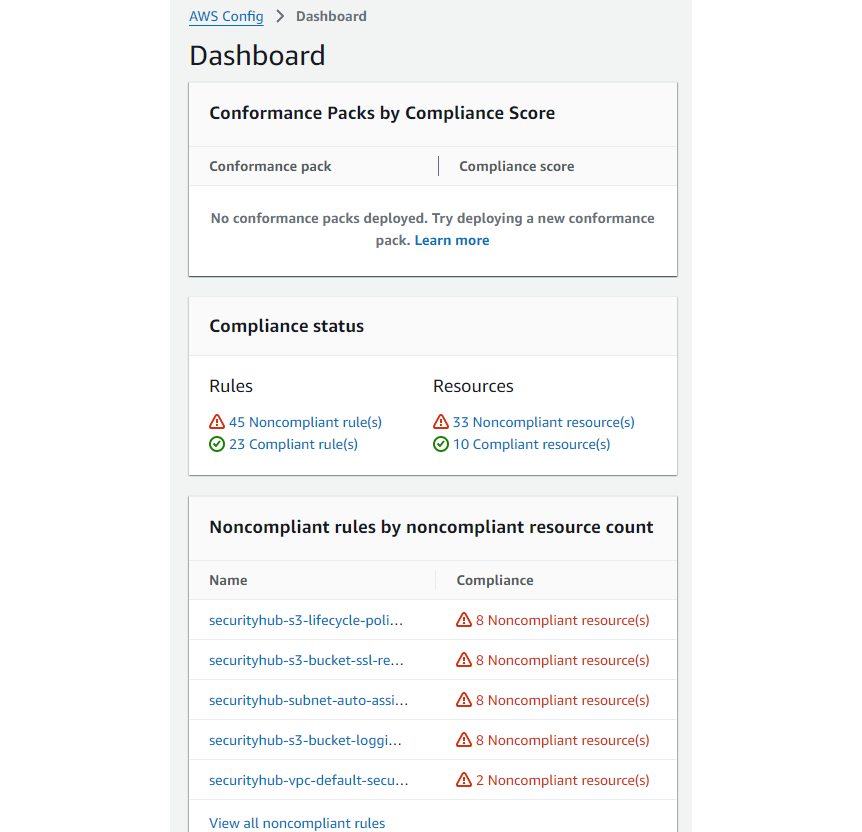 AWS Config > Dashboard
Dashboard
Conformance Packs by Compliance Score
Conformance pack Compliance score
No conformance packs deployed. Try deploying a new conformance
pack. Learn more
Compliance status
Rules Resources
45 Noncompliant rule(s) 33 Noncompliant resource(s)
23 Compliant rule(s) 10 Compliant resource(s)
Noncompliant rules by noncompliant resource count
Name Compliance
securityhub-s3-lifecycle-poli... 8 Noncompliant resource(s)
securityhub-s3-bucket-ssl-re... 8 Noncompliant resource(s)
securityhub-subnet-auto-assi... 8 Noncompliant resource(s)
securityhub-s3-bucket-loggi... 8 Noncompliant resource(s)
securityhub-vpc-default-secu... 2 Noncompliant resource(s)
View all noncompliant rules